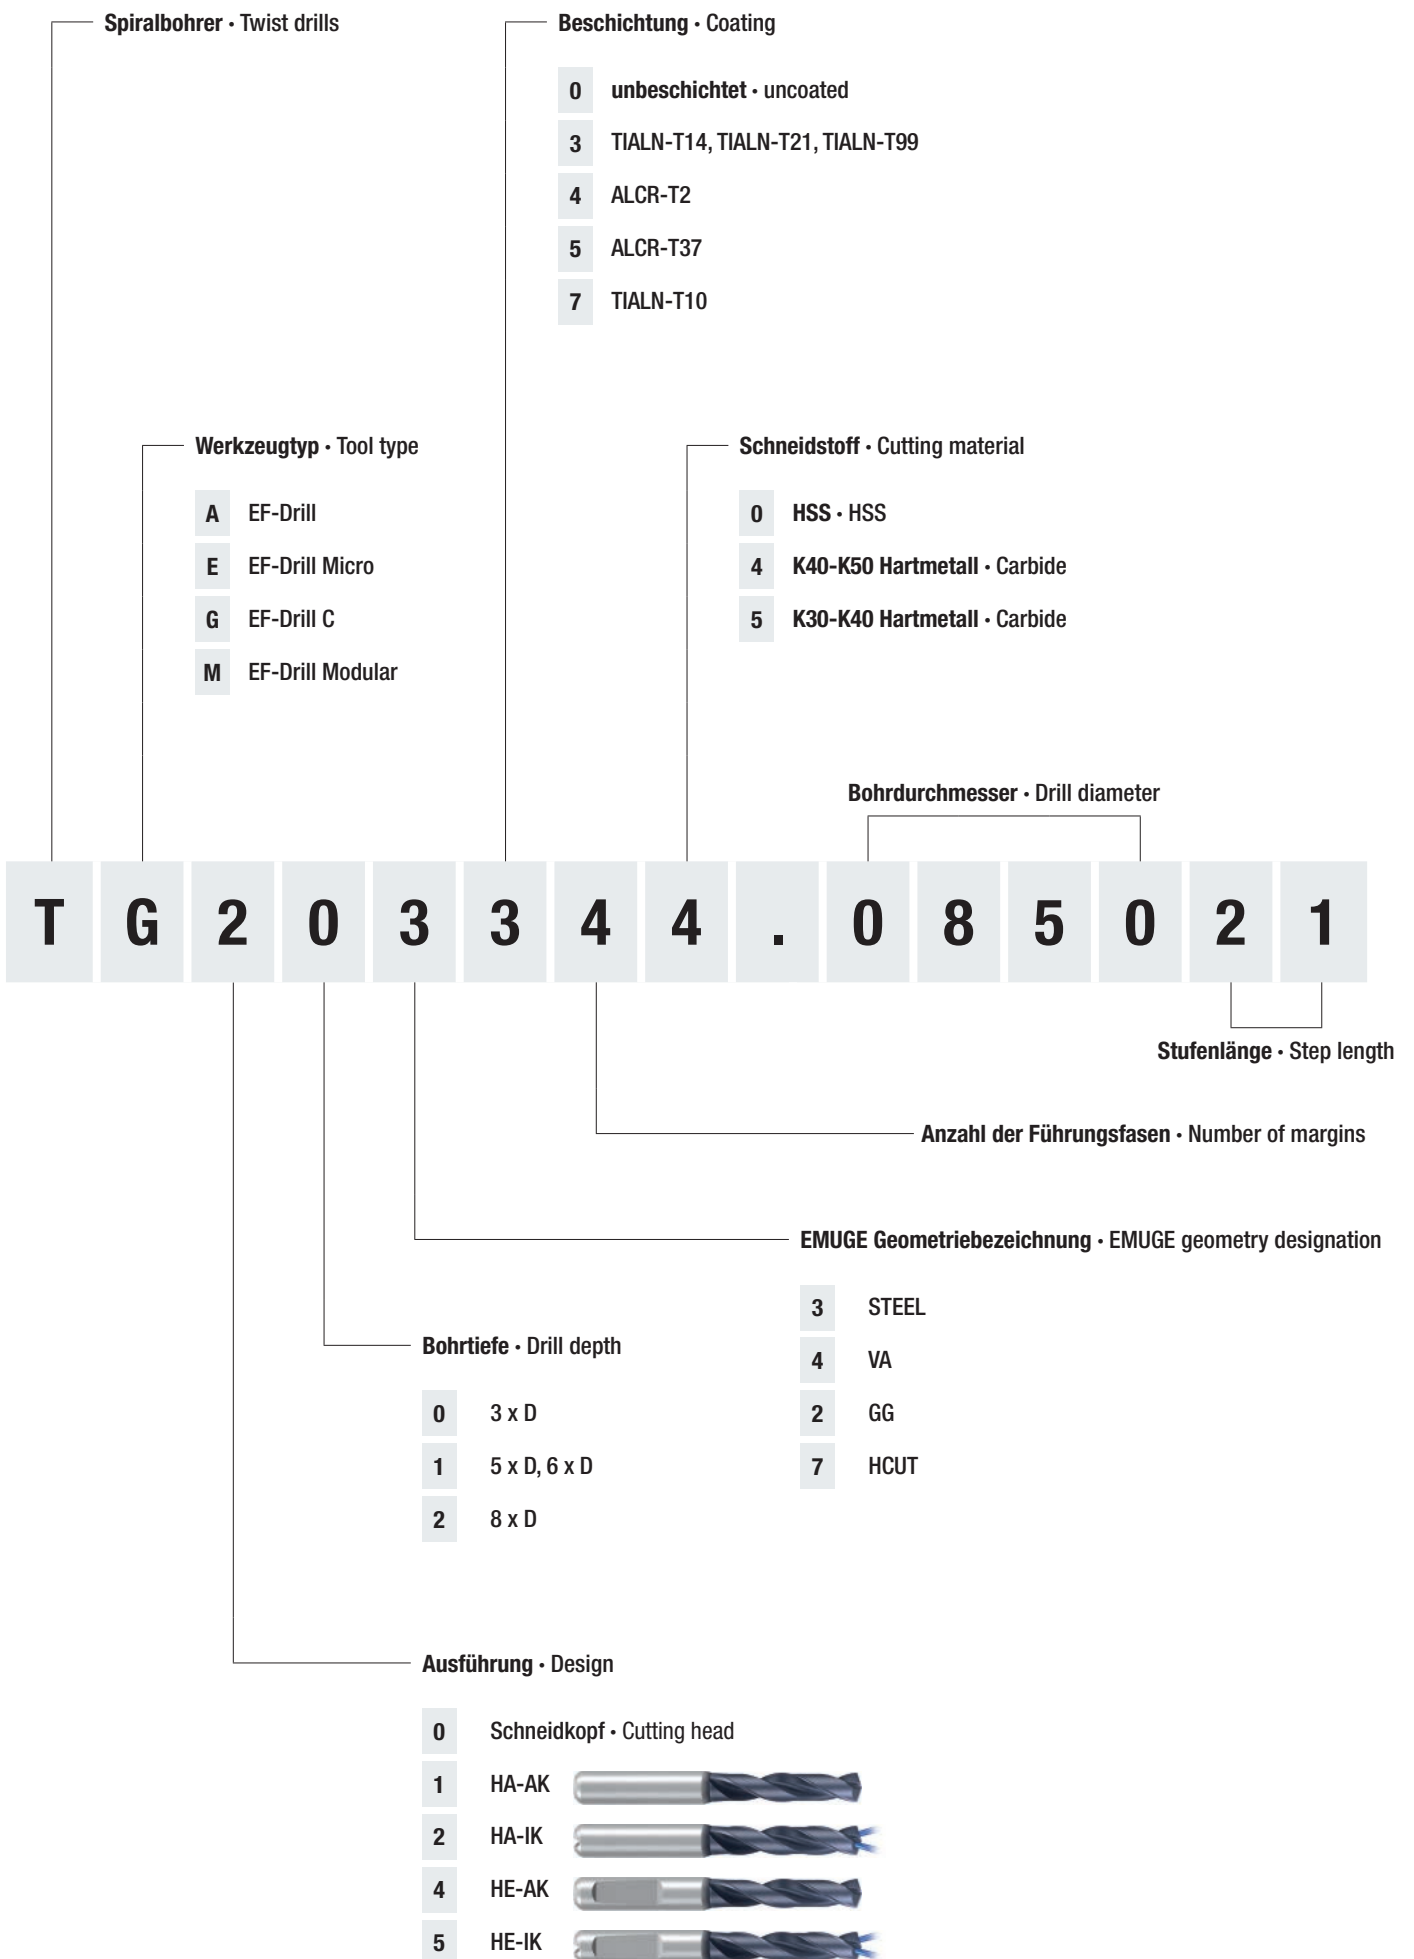 Spiralbohrer · Twist drills
Beschichtung · Coating
0 unbeschichtet · uncoated
3 TIALN-T14, TIALN-T21, TIALN-T99
4 ALCR-T2
5 ALCR-T37
7 TIALN-T10
Werkzeugtyp · Tool type
A EF-Drill
E EF-Drill Micro
G EF-Drill C
M EF-Drill Modular
Schneidstoff · Cutting material
0 HSS · HSS
4 K40-K50 Hartmetall · Carbide
5 K30-K40 Hartmetall · Carbide
Bohrdurchmesser · Drill diameter
T G 2 0 3 3 4 4 . 0 8 5 0 2 1
Stufenlänge · Step length
Anzahl der Führungsfasen · Number of margins
EMUGE Geometriebezeichnung · EMUGE geometry designation
3 STEEL
4 VA
2 GG
7 HCUT
Bohrtiefe · Drill depth
0 3 x D
1 5 x D, 6 x D
2 8 x D
Ausführung · Design
0 Schneidkopf · Cutting head
1 HA-AK
2 HA-IK
4 HE-AK
5 HE-IK